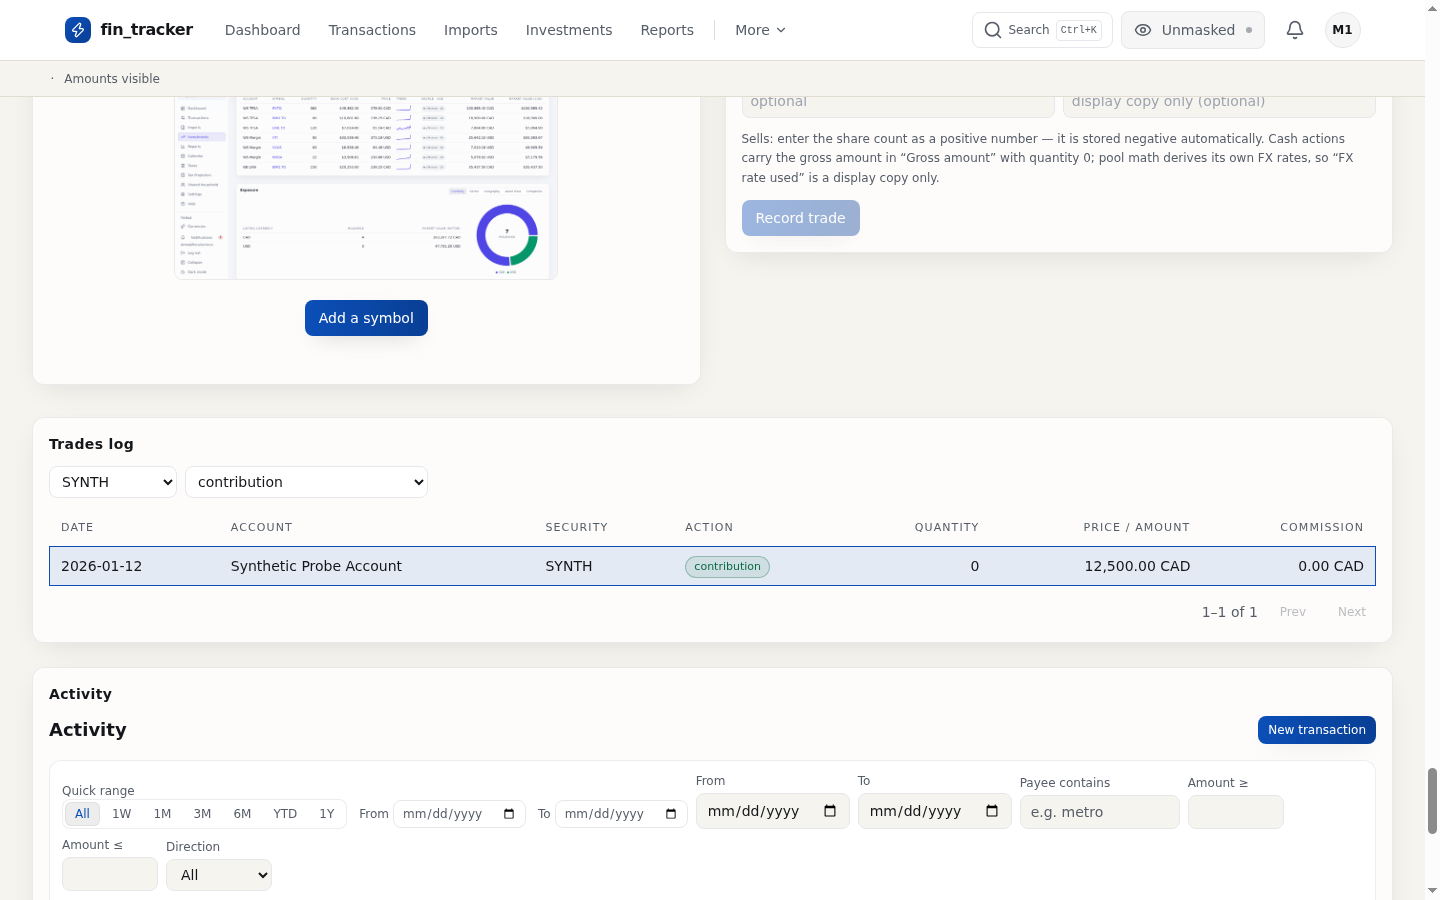 fin_tracker
Dashboard
Transactions
Imports
Investments
Reports
More
Search Ctrl+K
Unmasked
M1
· Amounts visible
optional
display copy only (optional)
Sells: enter the share count as a positive number — it is stored negative automatically. Cash actions
carry the gross amount in “Gross amount” with quantity 0; pool math derives its own FX rates, so “FX
rate used” is a display copy only.
Record trade
Exposure
Add a symbol
Trades log
SYNTH
contribution
DATE ACCOUNT SECURITY ACTION QUANTITY PRICE / AMOUNT COMMISSION
2026-01-12 Synthetic Probe Account SYNTH contribution 0 12,500.00 CAD 0.00 CAD
1–1 of 1 Prev Next
Activity
Activity
New transaction
Quick range
All 1W 1M 3M 6M YTD 1Y
From mm/dd/yyyy
To mm/dd/yyyy
From
mm/dd/yyyy
To
mm/dd/yyyy
Payee contains
e.g. metro
Amount ≥
Amount ≤
Direction
All